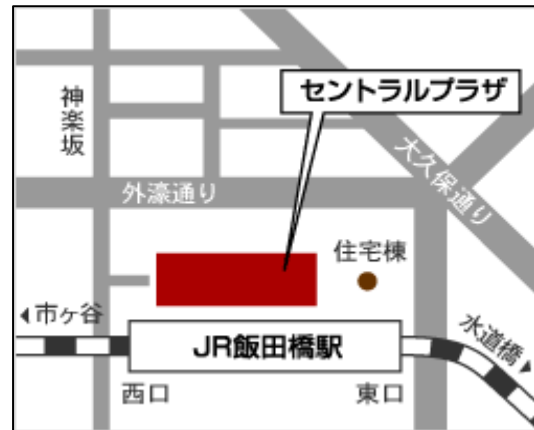 神楽坂
セントラルプラザ
大久保通り
外濠通り
住宅棟
市ヶ谷
JR飯田橋駅
水道橋
西口
東口